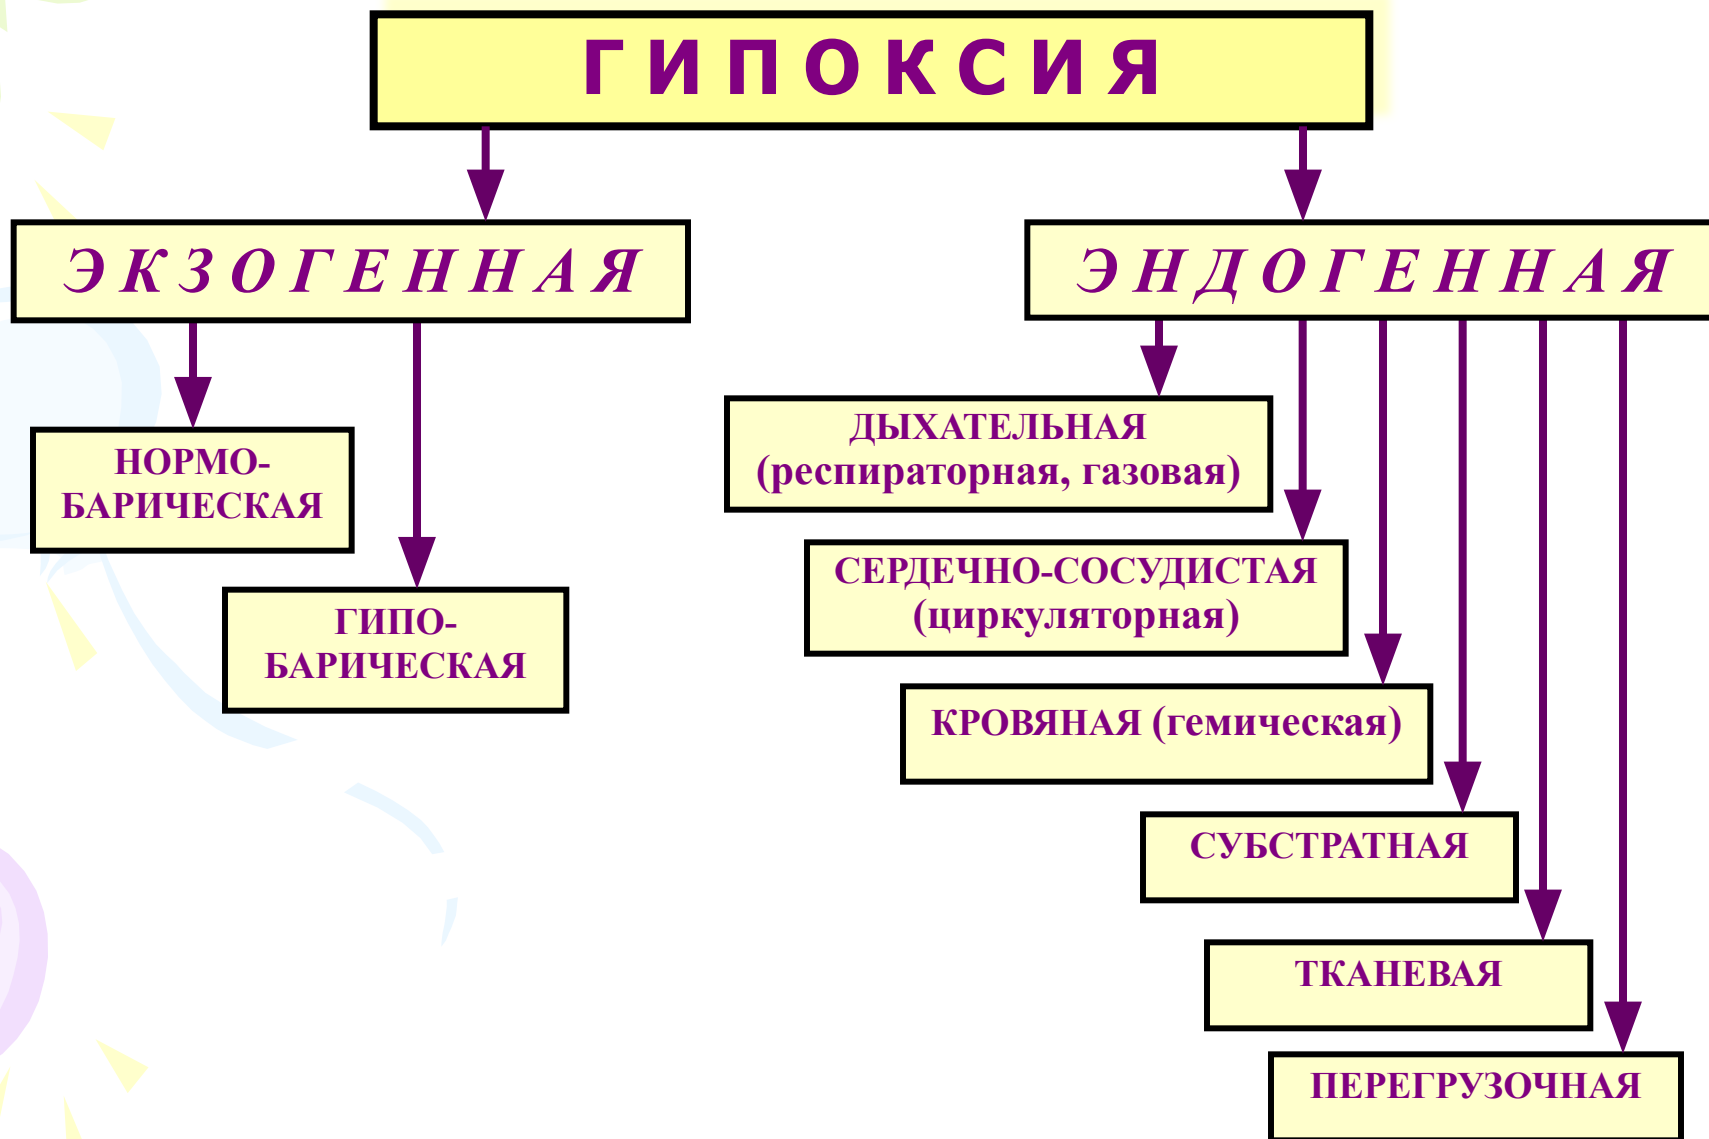 ГИПОКСИЯ
ЭКЗОГЕННАЯ
ЭНДОГЕННАЯ
НОРМО-
БАРИЧЕСКАЯ
ГИПО-
БАРИЧЕСКАЯ
ДЫХАТЕЛЬНАЯ
(респираторная, газовая)
СЕРДЕЧНО-СОСУДИСТАЯ
(циркуляторная)
КРОВЯНАЯ (гемическая)
СУБСТРАТНАЯ
ТКАНЕВАЯ
ПЕРЕГРУЗОЧНАЯ